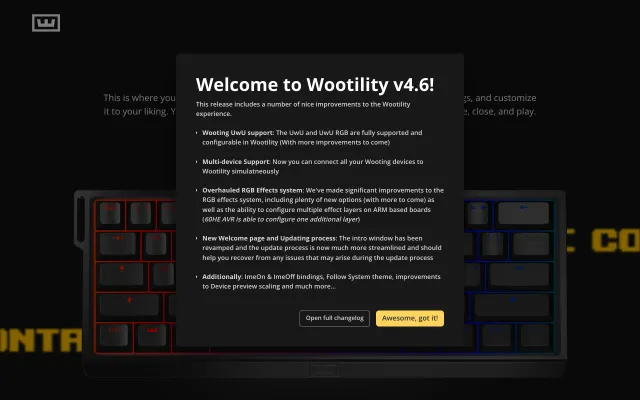 Welcome to Wootility v4.6!
This release includes a number of nice improvements to the Wootility
experience.
Wooting UwU support: The UwU and UwU RGB are fully supported and
configurable in Wootility (With more improvements to come)
Multi-device Support: Now you can connect all your Wooting devices to
Wootility simulatneously
Overhauled RGB Effects system: We've made significant improvements to the
RGB effects system, including plenty of new options (with more to come) as
well as the ability to configure multiple effect layers on ARM based boards
(60HE AVR is able to configure one additional layer)
New Welcome page and Updating process: The intro window has been
revamped and the update process is now much more streamlined and should
help you recover from any issues that may arise during the update process
Additionally: ImeOn & ImeOff bindings, Follow System theme, improvements
to Device preview scaling and much more...
Open full changelog
Awesome, got it!
This is where you
gs, and customize
it to your liking. Y
e, close, and play.
C CO
ONTA